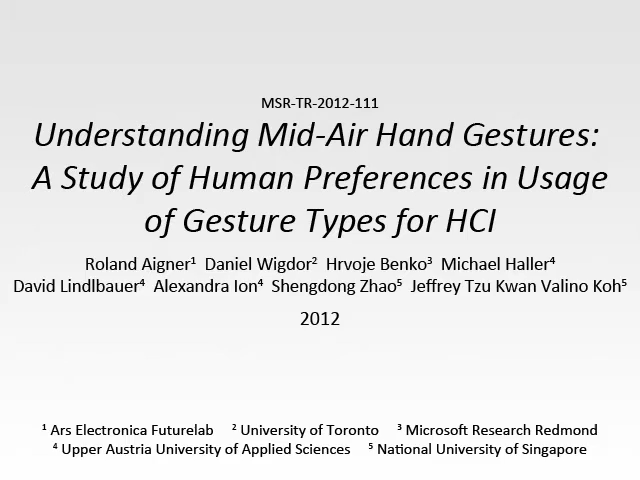 MSR-TR-2012-111
Understanding Mid-Air Hand Gestures:
A Study of Human Preferences in Usage
of Gesture Types for HCI
Roland Aigner¹ Daniel Wigdor² Hrvoje Benko³ Michael Haller⁴
David Lindlbauer⁴ Alexandra Ion⁴ Shengdong Zhao⁵ Jeffrey Tzu Kwan Valino Koh⁵
2012
¹ Ars Electronica Futurelab ² University of Toronto ³ Microsoft Research Redmond
⁴ Upper Austria University of Applied Sciences ⁵ National University of Singapore